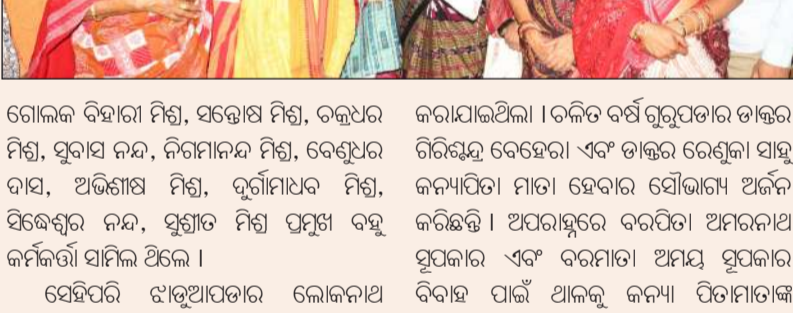 ଗୋଲକ ବିହାରୀ ମିଶ୍ର, ସନ୍ତୋଷ ମିଶ୍ର, ଚକ୍ରଧର
ମିଶ୍ର, ସୁବାସ ନନ୍ଦ, ନିଗମାନନ୍ଦ ମିଶ୍ର, ବେଣୁଧର
ଦାସ, ଅଭିଶୀଷ ମିଶ୍ର, ଦୁର୍ଗାମାଧବ ମିଶ୍ର,
ସିଦ୍ଧେଶ୍ୱର ନନ୍ଦ, ସୁଶ୍ରୀତ ମିଶ୍ର ପ୍ରମୁଖ ବହୁ
କର୍ମକର୍ତ୍ତା ସାମିଲ ଥିଲେ ।
ସେହିପରି ଝାଡୁଆପଡାର ଲୋକନାଥ
କରାଯାଇଥିଲା । ଚଳିତ ବର୍ଷ ଗୁରୁପଡାର ଡାକ୍ତର
ଗିରିଶ୍ଚନ୍ଦ୍ର ବେହେରା ଏବଂ ଡାକ୍ତର ରେଣୁକା ସାହୁ
କନ୍ୟାପିତା ମାତା ହେବାର ସୌଭାଗ୍ୟ ଅର୍ଜନ
କରିଛନ୍ତି । ଅପରାହ୍ନରେ ବରପିତା ଅମରନାଥ
ସୂପକାର ଏବଂ ବରମାତା ଅମୟ ସୂପକାର
ବିବାହ ପାଇଁ ଥାଳକୁ କନ୍ୟା ପିତାମାତାଙ୍କ